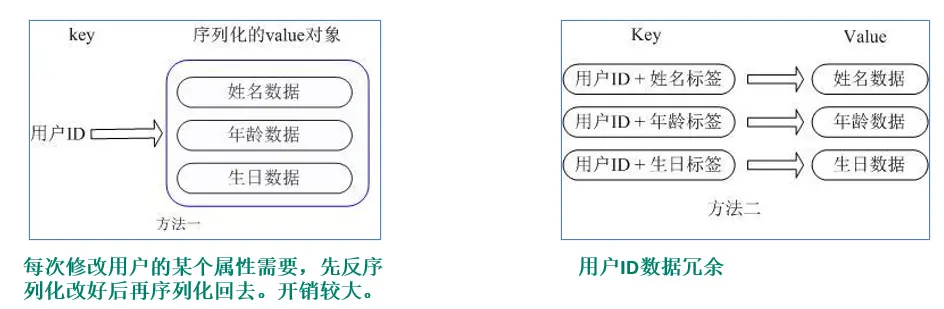 key 序列化的value对象
用户ID
姓名数据
年龄数据
生日数据
方法一
每次修改用户的某个属性需要，先反序
列化改好后再序列化回去。开销较大。
Key Value
用户ID + 姓名标签 姓名数据
用户ID + 年龄标签 年龄数据
用户ID + 生日标签 生日数据
方法二
用户ID数据冗余